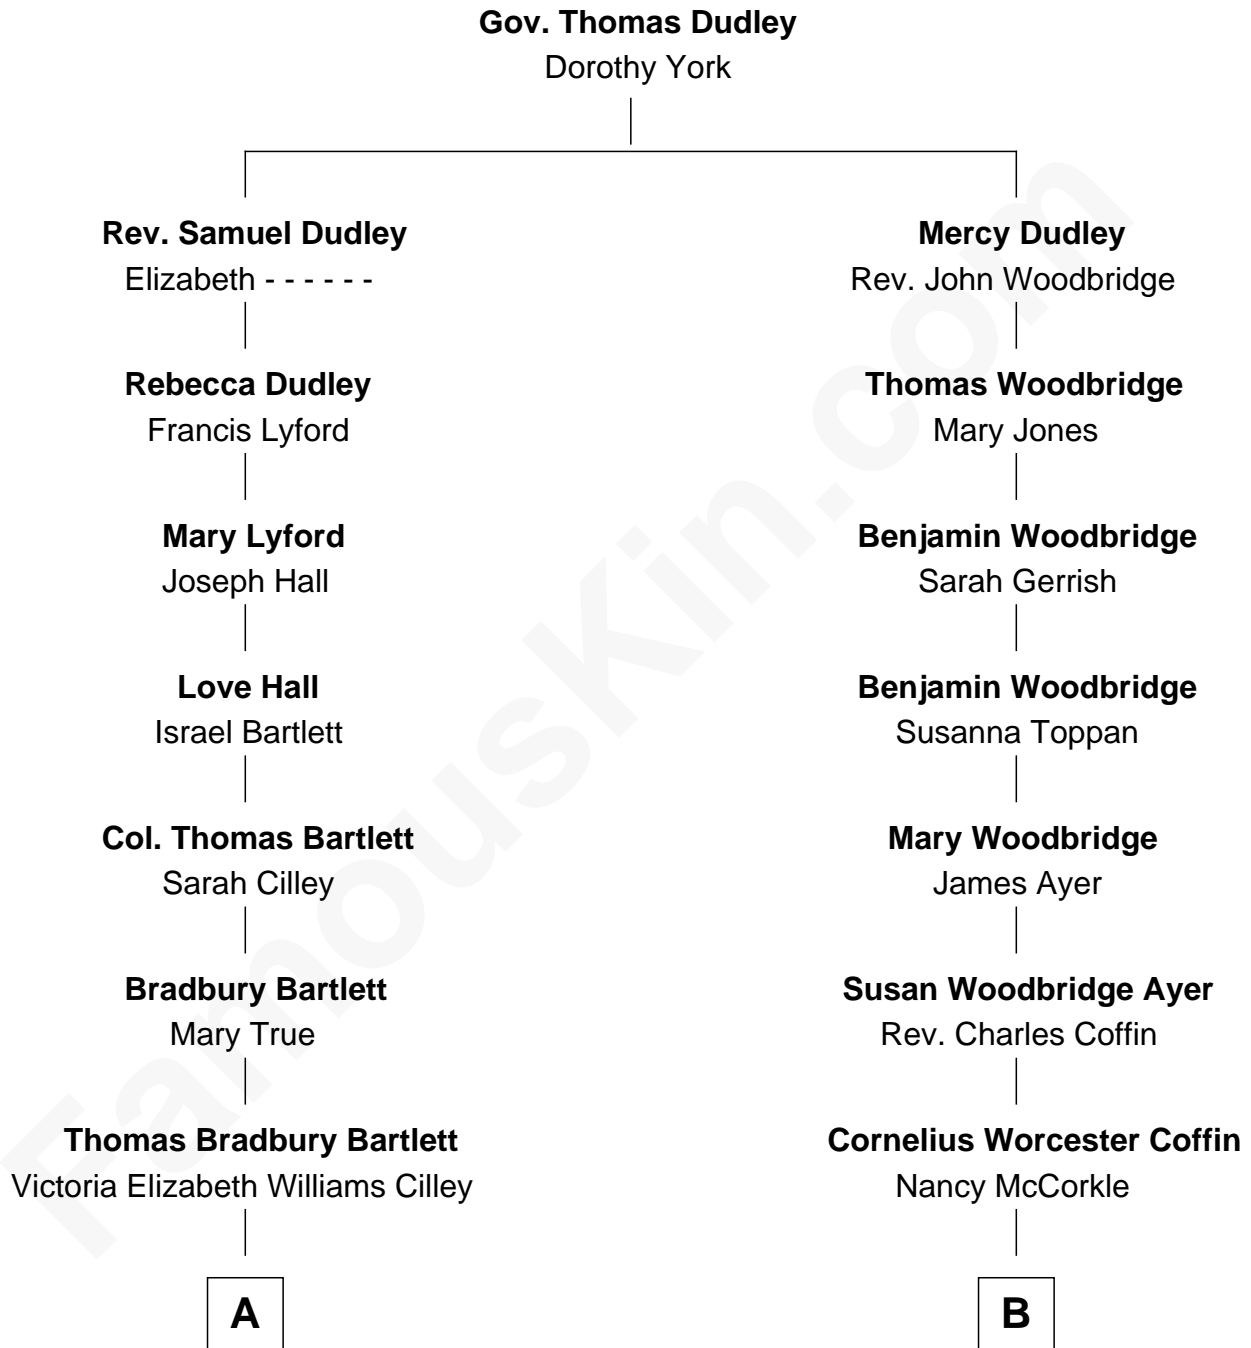 Gov. Thomas Dudley
Dorothy York
Rev. Samuel Dudley
Elizabeth - - - - - -
Mercy Dudley
Rev. John Woodbridge
Rebecca Dudley
Francis Lyford
Thomas Woodbridge
Mary Jones
Mary Lyford
Joseph Hall
Benjamin Woodbridge
Sarah Gerrish
Love Hall
Israel Bartlett
Benjamin Woodbridge
Susanna Toppan
Col. Thomas Bartlett
Sarah Cilley
Mary Woodbridge
James Ayer
Bradbury Bartlett
Mary True
Susan Woodbridge Ayer
Rev. Charles Coffin
Thomas Bradbury Bartlett
Victoria Elizabeth Williams Cilley
Cornelius Worcester Coffin
Nancy McCorkle
A
B
FamousKin.com